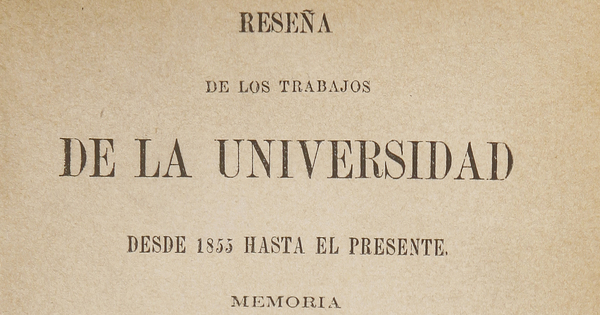 RESEÑA
DE LOS TRABAJOS
DE LA UNIVERSIDAD
DESDE 1855 HASTA EL PRESENTE.
MEMORIA